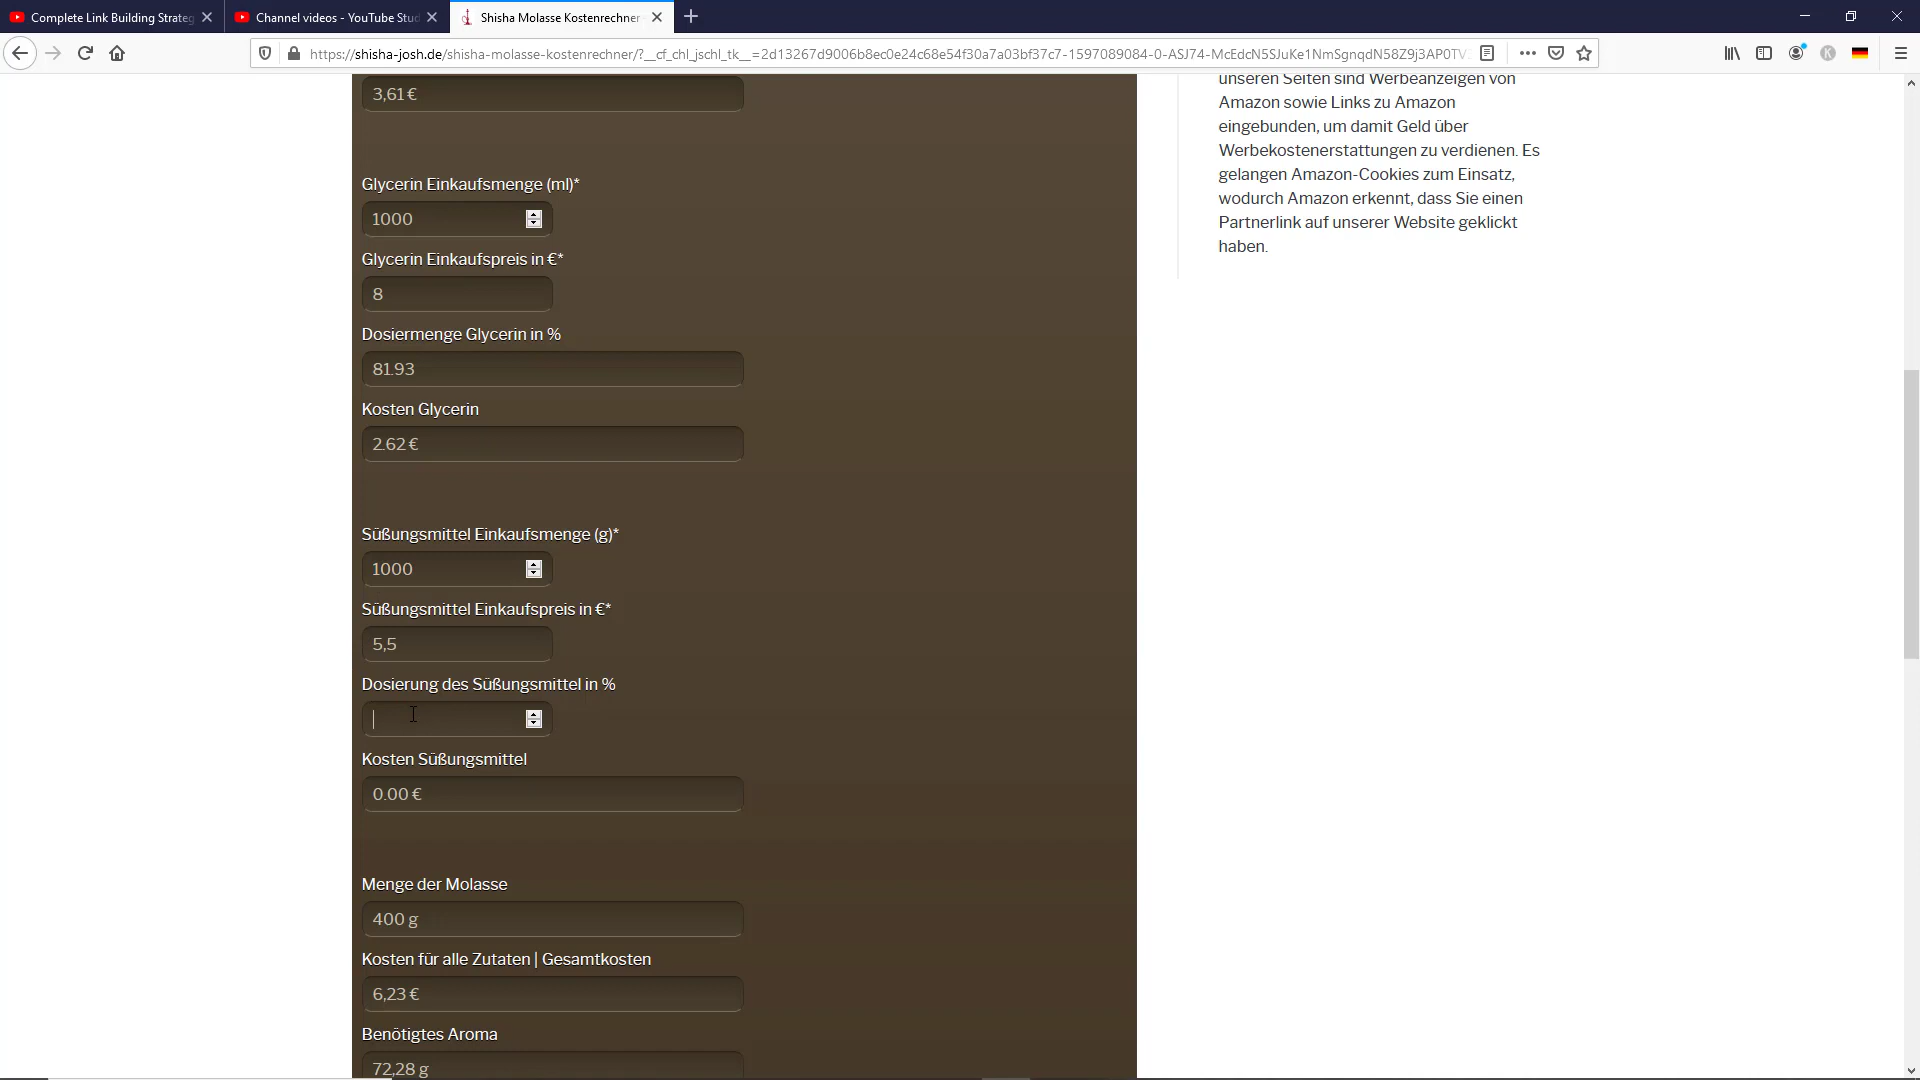 Complete Link Building Strateg
Channel videos - YouTube Stud
Shisha Molasse Kostenrechner
https://shisha-josh.de/shisha-molasse-kostenrechner/?__cf_chl_jschl_tk__=2d13267d9006b8ec0e24c68e54f30a7a03bf37c7-1597089084-0-ASJ74-McEdcN5SJuKe1NmSgnqdN58Z9j3AP0TV
3,61 €
Glycerin Einkaufsmenge (ml)*
1000
Glycerin Einkaufspreis in €*
8
Dosiermenge Glycerin in %
81.93
Kosten Glycerin
2.62 €
Süßungsmittel Einkaufsmenge (g)*
1000
Süßungsmittel Einkaufspreis in €*
5,5
Dosierung des Süßungsmittel in %
Kosten Süßungsmittel
0.00 €
Menge der Molasse
400 g
Kosten für alle Zutaten | Gesamtkosten
6,23 €
Benötigtes Aroma
72,28 g
unseren Seiten sind Werbeanzeigen von
Amazon sowie Links zu Amazon
eingebunden, um damit Geld über
Werbekostenerstattungen zu verdienen. Es
gelangen Amazon-Cookies zum Einsatz,
wodurch Amazon erkennt, dass Sie einen
Partnerlink auf unserer Website geklickt
haben.